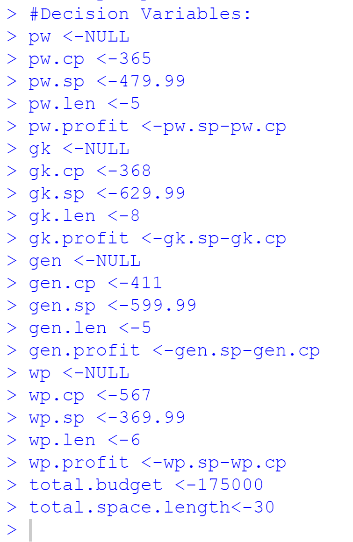 > #Decision Variables:
> pw <-NULL
> pw.cp <-365
> pw.sp <-479.99
> pw.len <-5
> pw.profit <-pw.sp-pw.cp
> gk <-NULL
> gk.cp <-368
> gk.sp <-629.99
> gk.len <-8
> gk.profit <-gk.sp-gk.cp
> gen <-NULL
> gen.cp <-411
> gen.sp <-599.99
> gen.len <-5
> gen.profit <-gen.sp-gen.cp
> wp <-NULL
> wp.cp <-567
> wp.sp <-369.99
> wp.len <-6
> wp.profit <-wp.sp-wp.cp
> total.budget <-175000
> total.space.length<-30
>